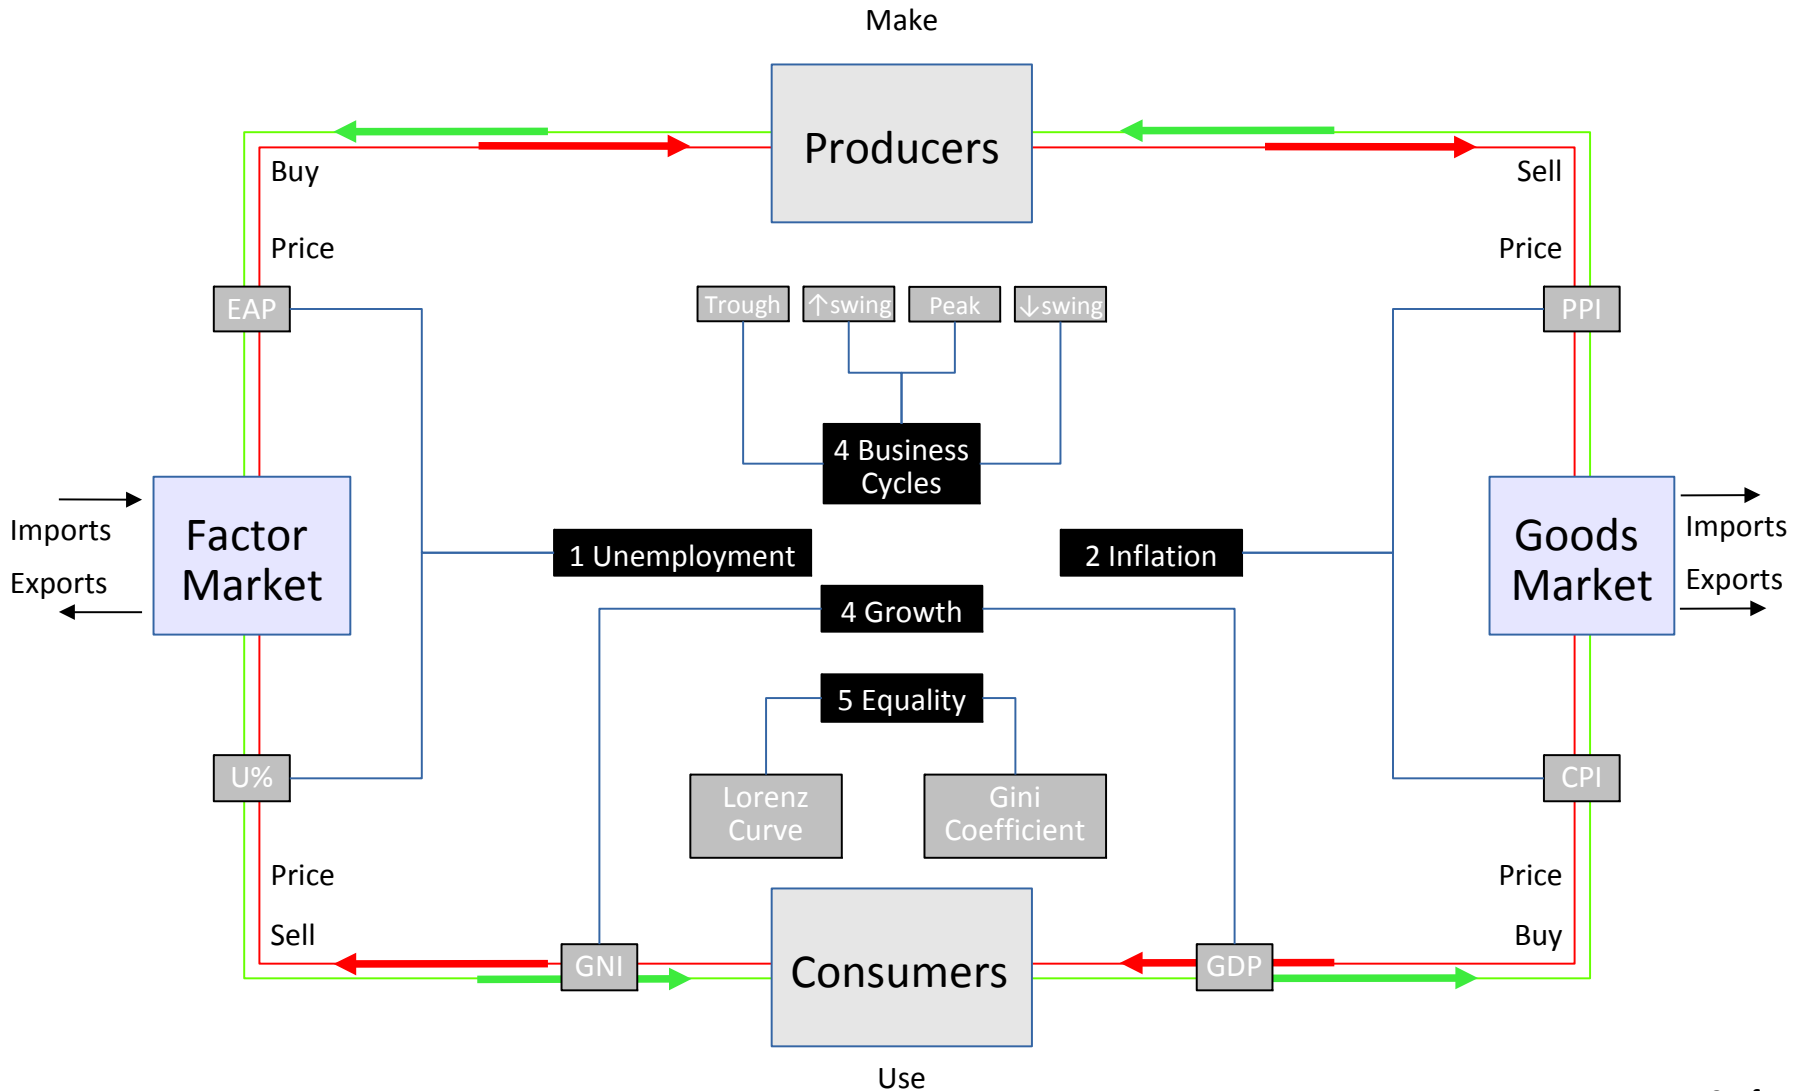 Make
Producers
Buy
Sell
Price
Price
EAP
Trough
↑swing
Peak
↓swing
PPI
4 Business
Cycles
Imports
Exports
Factor
Market
1 Unemployment
2 Inflation
Goods
Market
Imports
Exports
4 Growth
5 Equality
U%
Lorenz
Curve
Gini
Coefficient
CPI
Price
Price
Sell
Buy
GNI
Consumers
GDP
Use